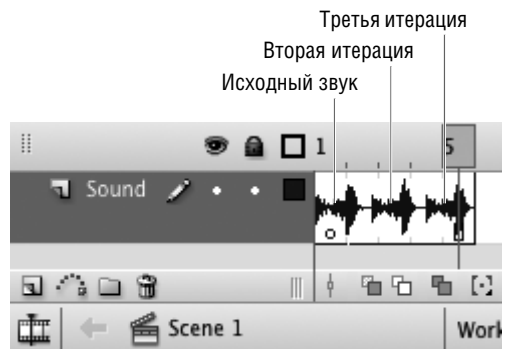 Третья итерация
Вторая итерация
Исходный звук
1 5
Sound
Scene 1
Work